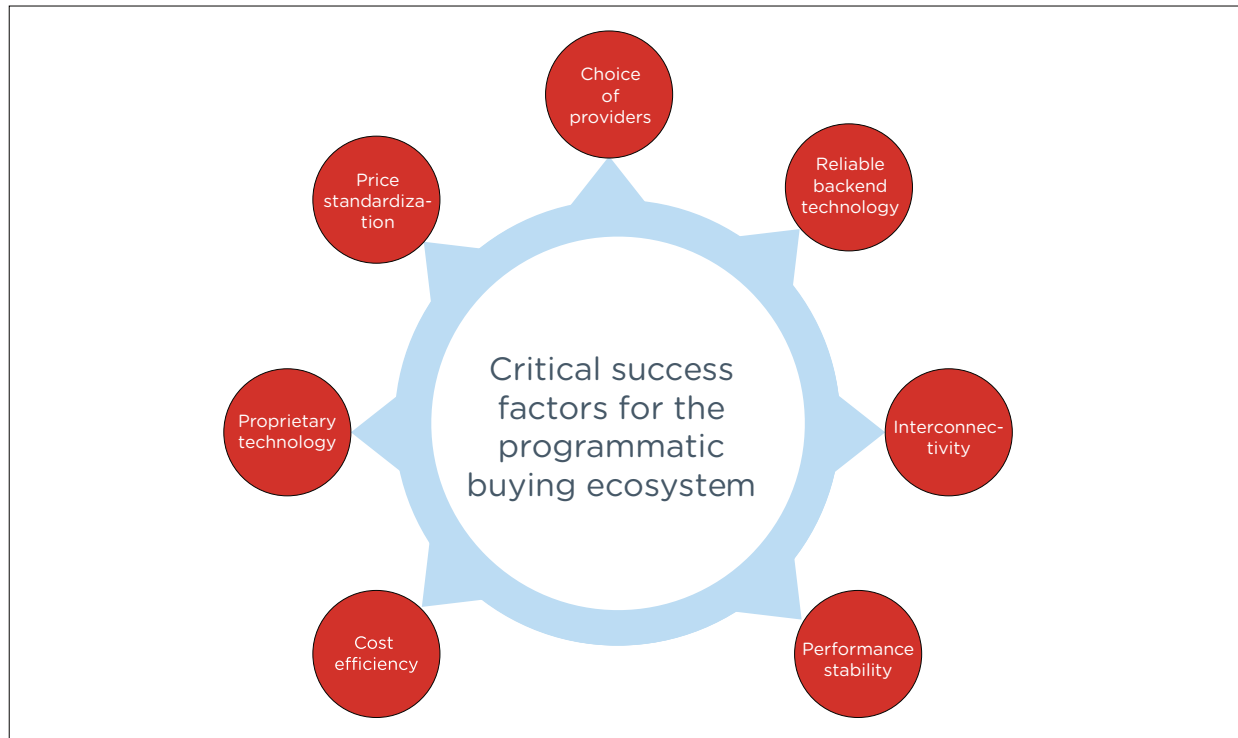 Choice
of
providers
Reliable
backend
technology
Price
standardiza-
tion
Critical success
factors for the
programmatic
buying ecosystem
Proprietary
technology
Interconnec-
tivity
Cost
efficiency
Performance
stability